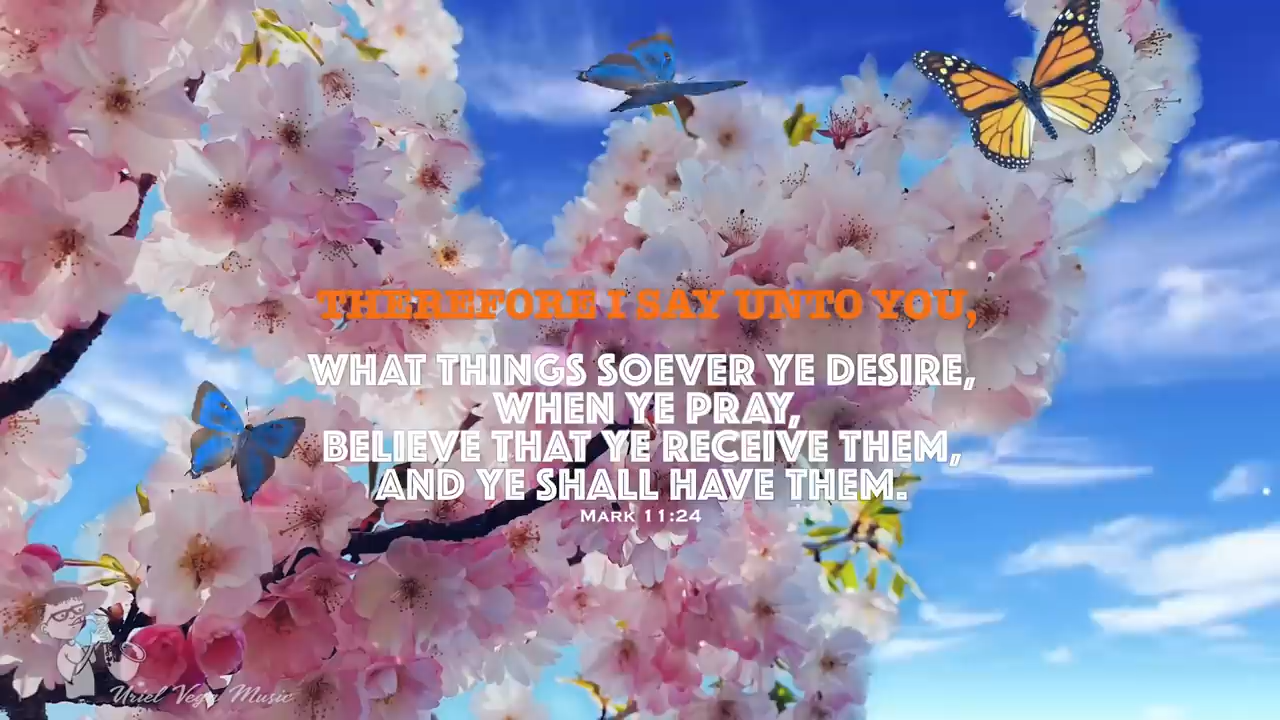 THEREFORE I SAY UNTO YOU,
WHAT THINGS SOEVER YE DESIRE,
WHEN YE PRAY,
BELIEVE THAT YE RECEIVE THEM,
AND YE SHALL HAVE THEM.
MARK 11:24
Uriel Vega Music